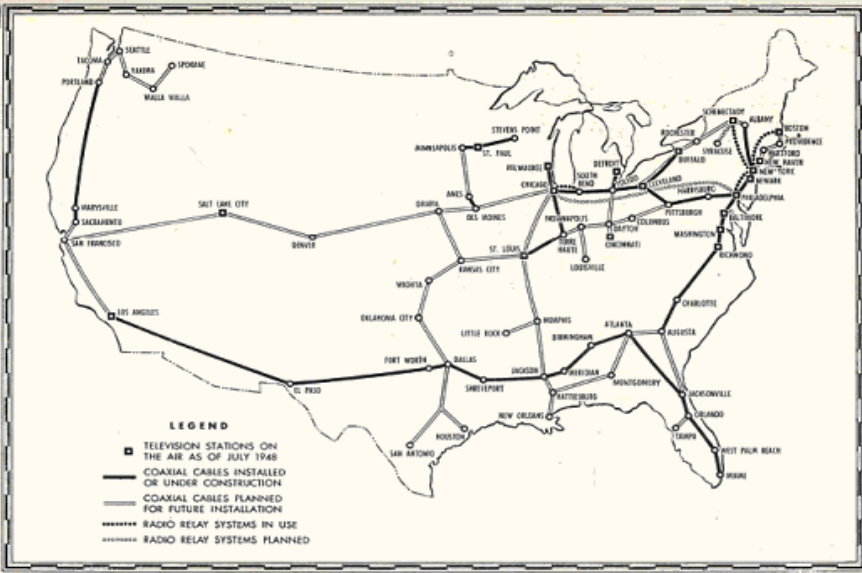 SEATTLE
TACOMA
YAKIMA
SPOKANE
PORTLAND
WALLA WALLA
SCHENECTADY
ALBANY
BOSTON
STEVENS POINT
ROCHESTER
PROVIDENCE
MINNEAPOLIS
ST. PAUL
SYRACUSE
HARTFORD
BUFFALO
NEW HAVEN
MILWAUKEE
DETROIT
NEW YORK
SOUTH BEND
TOLEDO
CLEVELAND
NEWARK
CHICAGO
HARRISBURG
AMES
PHILADELPHIA
MARYSVILLE
SALT LAKE CITY
OMAHA
DES MOINES
PITTSBURGH
SACRAMENTO
INDIANAPOLIS
COLUMBUS
BALTIMORE
DAYTON
WASHINGTON
SAN FRANCISCO
DENVER
ST. LOUIS
TERRE HAUTE
CINCINNATI
RICHMOND
KANSAS CITY
LOUISVILLE
WICHITA
CHARLOTTE
LOS ANGELES
OKLAHOMA CITY
LITTLE ROCK
MEMPHIS
ATLANTA
BIRMINGHAM
AUGUSTA
FORT WORTH
DALLAS
EL PASO
SHREVEPORT
JACKSON
MERIDIAN
MONTGOMERY
HATTIESBURG
JACKSONVILLE
NEW ORLEANS
ORLANDO
HOUSTON
TAMPA
SAN ANTONIO
WEST PALM BEACH
MIAMI
LEGEND
TELEVISION STATIONS ON
THE AIR AS OF JULY 1948
COAXIAL CABLES INSTALLED
OR UNDER CONSTRUCTION
COAXIAL CABLES PLANNED
FOR FUTURE INSTALLATION
RADIO RELAY SYSTEMS IN USE
RADIO RELAY SYSTEMS PLANNED